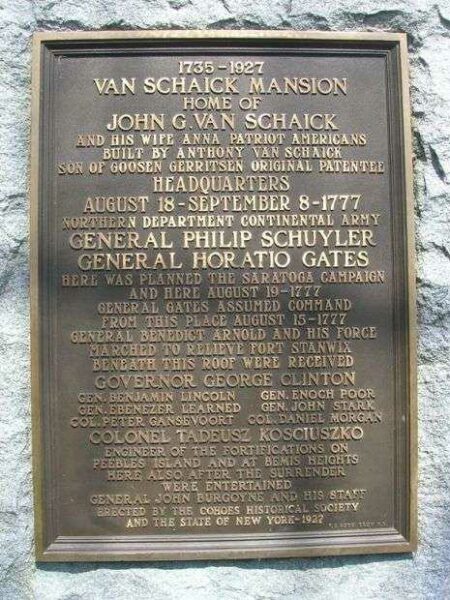 1735-1927
VAN SCHAICK MANSION
HOME OF
JOHN G. VAN SCHAICK
AND HIS WIFE ANNA PATRIOT AMERICANS
BUILT BY ANTHONY VAN SCHAICK
SON OF GOOSEN GERRITSEN ORIGINAL PATENTEE
HEADQUARTERS
AUGUST 18-SEPTEMBER 8-1777
NORTHERN DEPARTMENT CONTINENTAL ARMY
GENERAL PHILIP SCHUYLER
GENERAL HORATIO GATES
HERE WAS PLANNED THE SARATOGA CAMPAIGN
AND HERE AUGUST 19-1777
GENERAL GATES ASSUMED COMMAND
FROM THIS PLACE AUGUST 15-1777
GENERAL BENEDICT ARNOLD AND HIS FORCE
MARCHED TO RELIEVE FORT STANWIX
BENEATH THIS ROOF WERE RECEIVED
GOVERNOR GEORGE CLINTON
GEN. BENJAMIN LINCOLN GEN. ENOCH POOR
GEN. EBENEZER LEARNED GEN. JOHN STARK
COL. PETER GANSEVOORT COL. DANIEL MORGAN
COLONEL TADEUSZ KOSCIUSZKO
ENGINEER OF THE FORTIFICATIONS ON
PEEBLES ISLAND AND AT BEMIS HEIGHTS
HERE ALSO AFTER THE SURRENDER
WERE ENTERTAINED
GENERAL JOHN BURGOYNE AND HIS STAFF
ERECTED BY THE COHOES HISTORICAL SOCIETY
AND THE STATE OF NEW YORK-1927